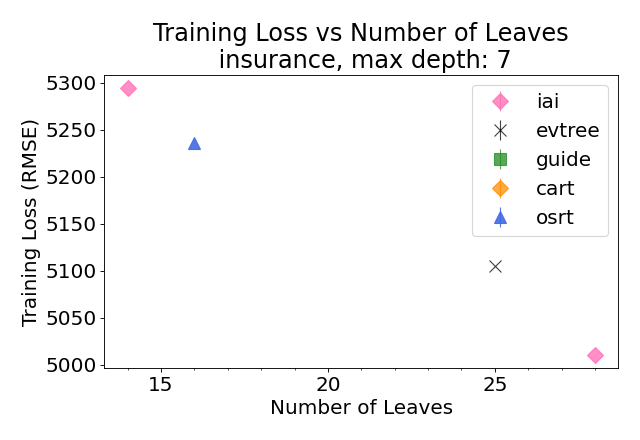 Training Loss vs Number of Leaves
insurance, max depth: 7
5300
5250
5200
5150
5100
5050
5000
Training Loss (RMSE)
iai
evtree
guide
cart
osrt
15
20
25
Number of Leaves